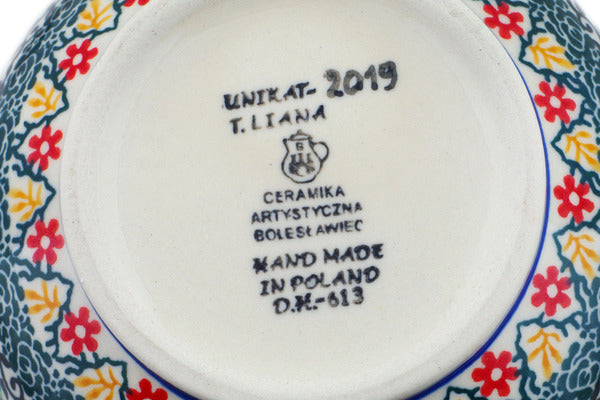 UNIKAT-2019
T.LIANA
B
CERAMIKA
ARTYSTYCZNA
BOLESŁAWIEC
HAND MADE
IN POLAND
D.H.-613